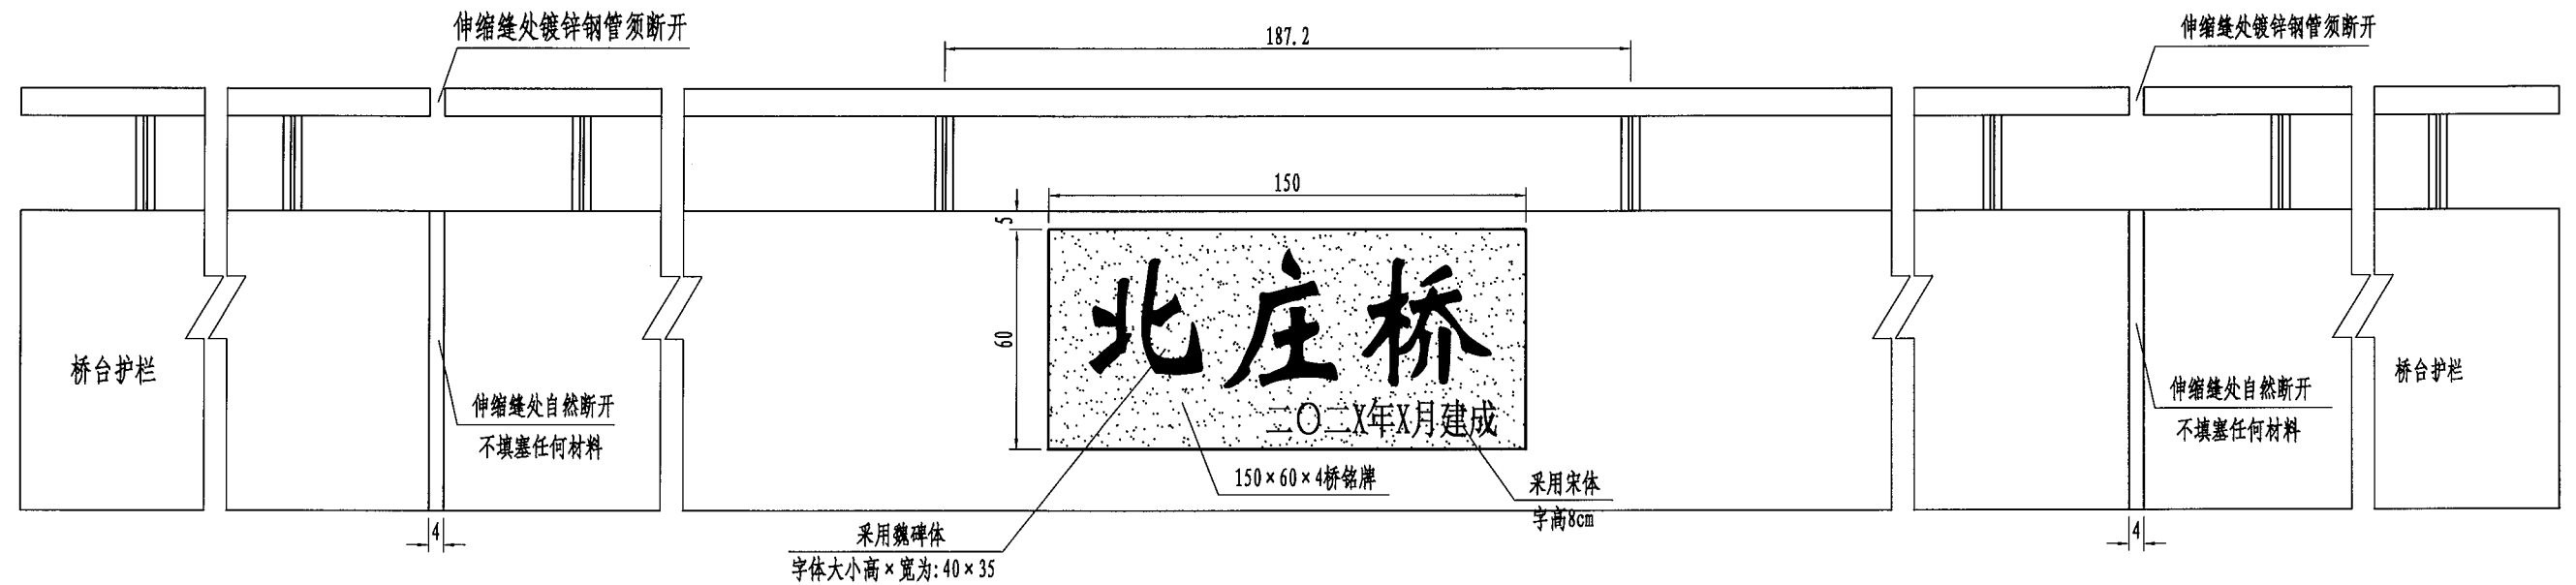 伸缩缝处镀锌钢管须断开
187.2
伸缩缝处镀锌钢管须断开
150
5
60
北庄桥
二〇二X年X月建成
桥台护栏
伸缩缝处自然断开
不填塞任何材料
150×60×4桥铭牌
采用宋体
字高8cm
采用魏碑体
字体大小高×宽为:40×35
4
伸缩缝处自然断开
不填塞任何材料
桥台护栏
4